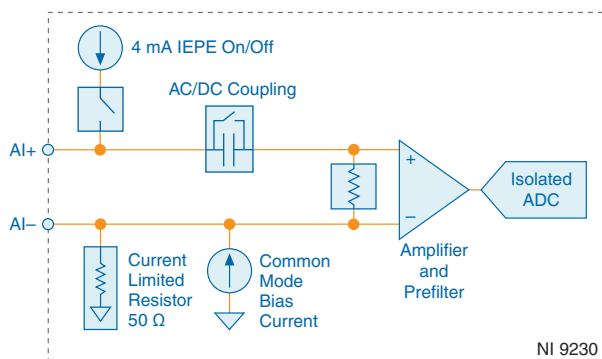 4 mA IEPE On/Off
AC/DC Coupling
AI+
+
Isolated
ADC
AI–
–
Amplifier
and
Prefilter
Current
Limited
Resistor
50 Ω
Common
Mode
Bias
Current
NI 9230